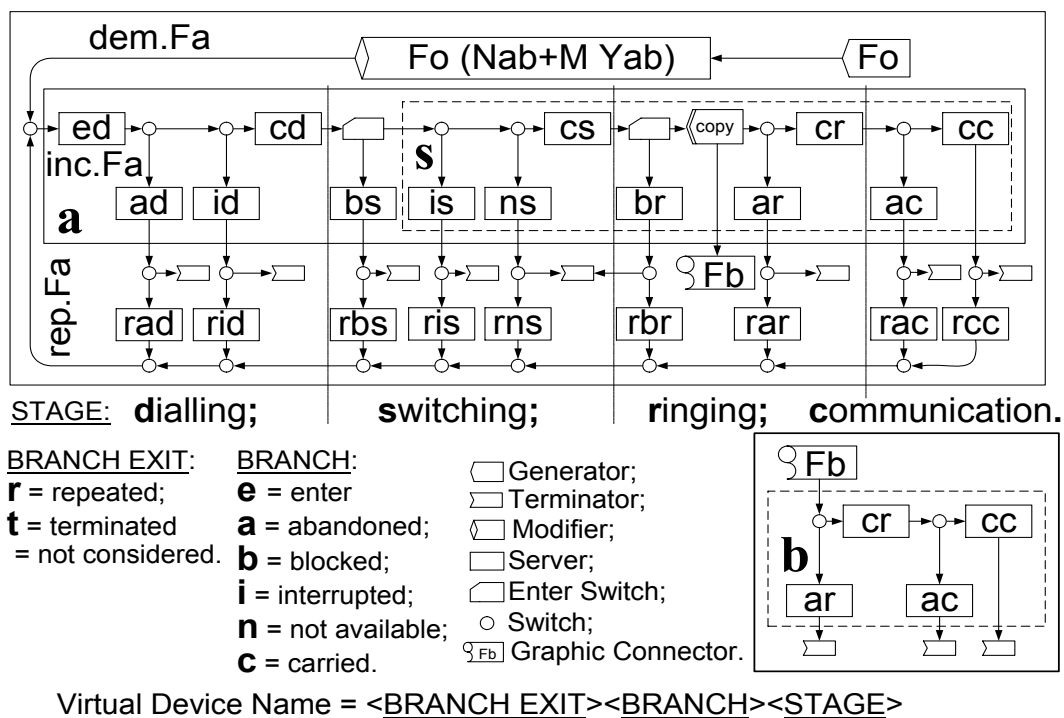 dem.Fa
Fo (Nab+M Yab)
Fo
ed cd cs copy cr cc
inc.Fa
s
a
ad id bs is ns br ar ac
rep.Fa
Fb
rad rid rbs ris rns rbr rar rac rcc
STAGE: dialling; switching; ringing; communication.
BRANCH EXIT:
r = repeated;
t = terminated
= not considered.
BRANCH:
e = enter
a = abandoned;
b = blocked;
i = interrupted;
n = not available;
c = carried.
Generator;
Terminator;
Modifier;
Server;
Enter Switch;
Switch;
Fb Graphic Connector.
Fb
cr cc
b
ar ac
Virtual Device Name = <BRANCH EXIT><BRANCH><STAGE>